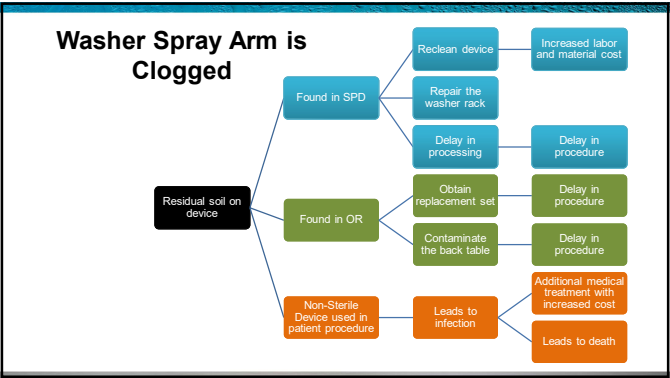 Washer Spray Arm is
Clogged
Residual soil on
device
Found in SPD
Reclean device
Increased labor
and material cost
Repair the
washer rack
Delay in
processing
Delay in
procedure
Found in OR
Obtain
replacement set
Delay in
procedure
Contaminate
the back table
Delay in
procedure
Non-Sterile
Device used in
patient procedure
Leads to
infection
Additional medical
treatment with
increased cost
Leads to death